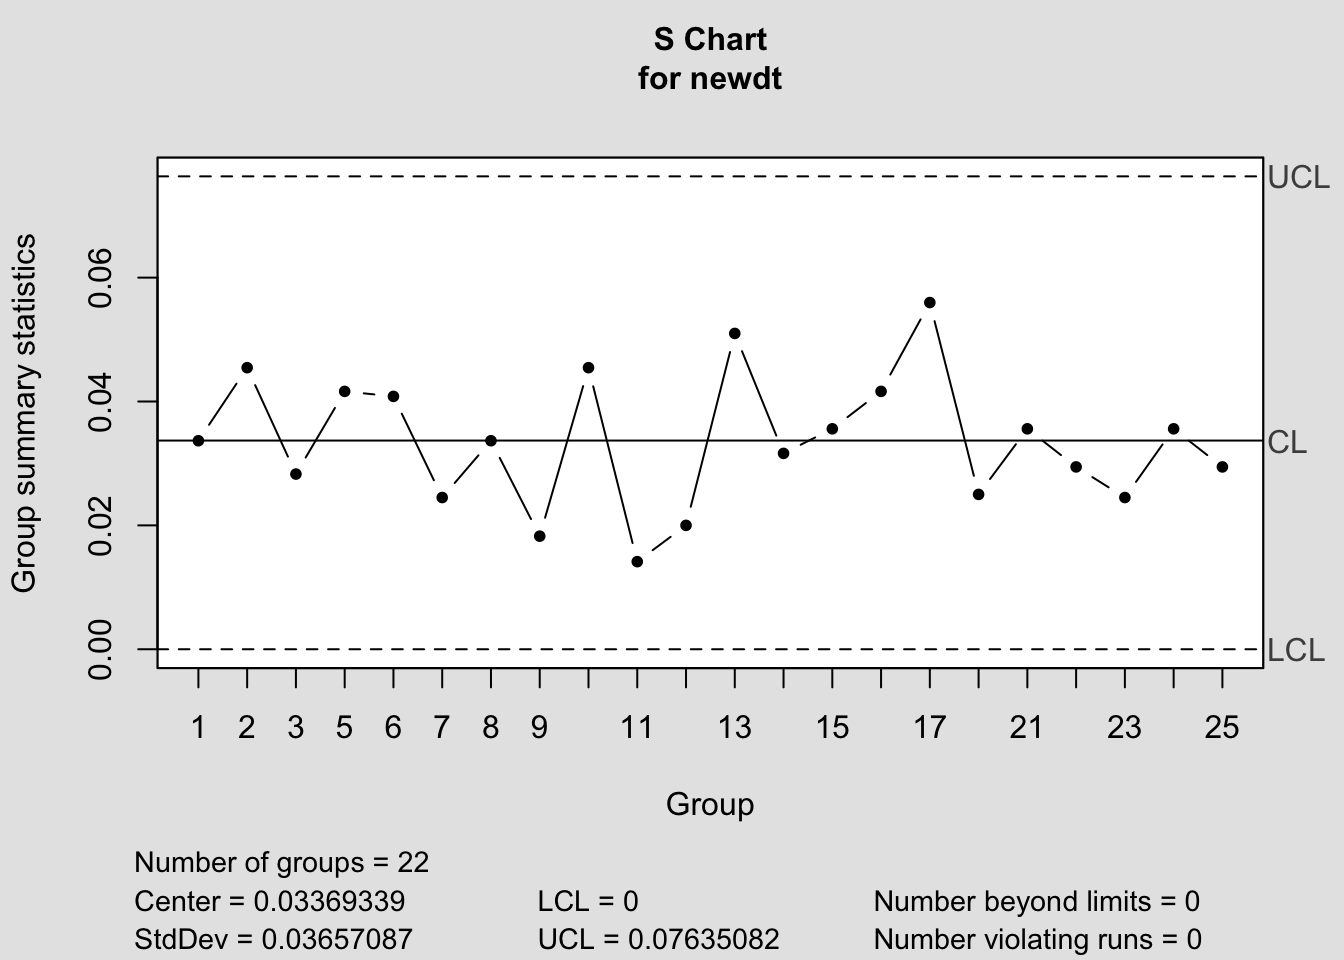 S Chart
for newdt
UCL
CL
LCL
Group summary statistics
0.06
0.04
0.02
0.00
1 2 3 5 6 7 8 9 11 13 15 17 21 23 25
Group
Number of groups = 22
Center = 0.03369339 LCL = 0 Number beyond limits = 0
StdDev = 0.03657087 UCL = 0.07635082 Number violating runs = 0